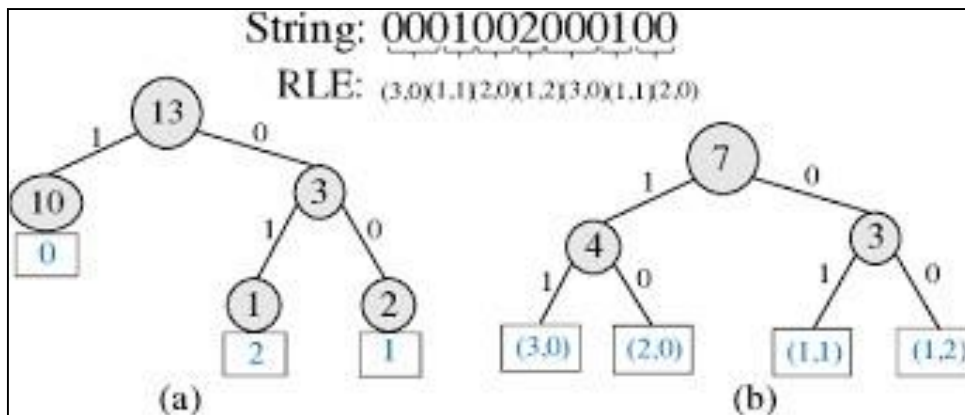 String: 0001002000100
RLE: (3,0)(1,1)(2,0)(1,2)(3,0)(1,1)(2,0)
13
1 0
7
10 3
1 0
0
1 0
4 3
1 0 1 0
1 2
2 1
(3,0) (2,0) (1,1) (1,2)
(a) (b)